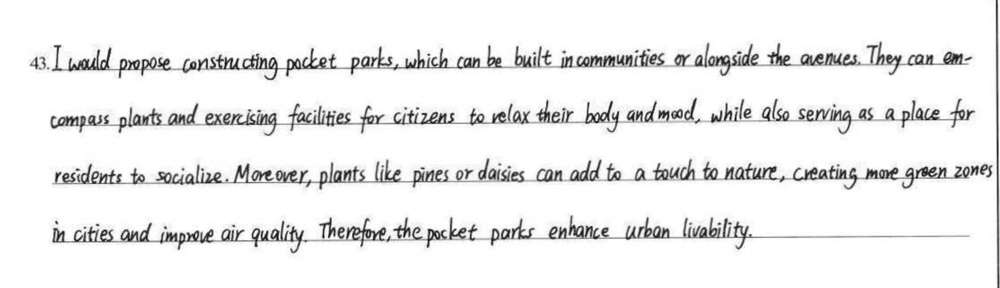 43. I would propose constructing pocket parks, which can be built in communities or alongside the avenues. They can em-
compass plants and exercising facilities for citizens to relax their body and mood, while also serving as a place for
residents to socialize. Moreover, plants like pines or daisies can add to a touch to nature, creating more green zones
in cities and improve air quality. Therefore, the pocket parks enhance urban livability.